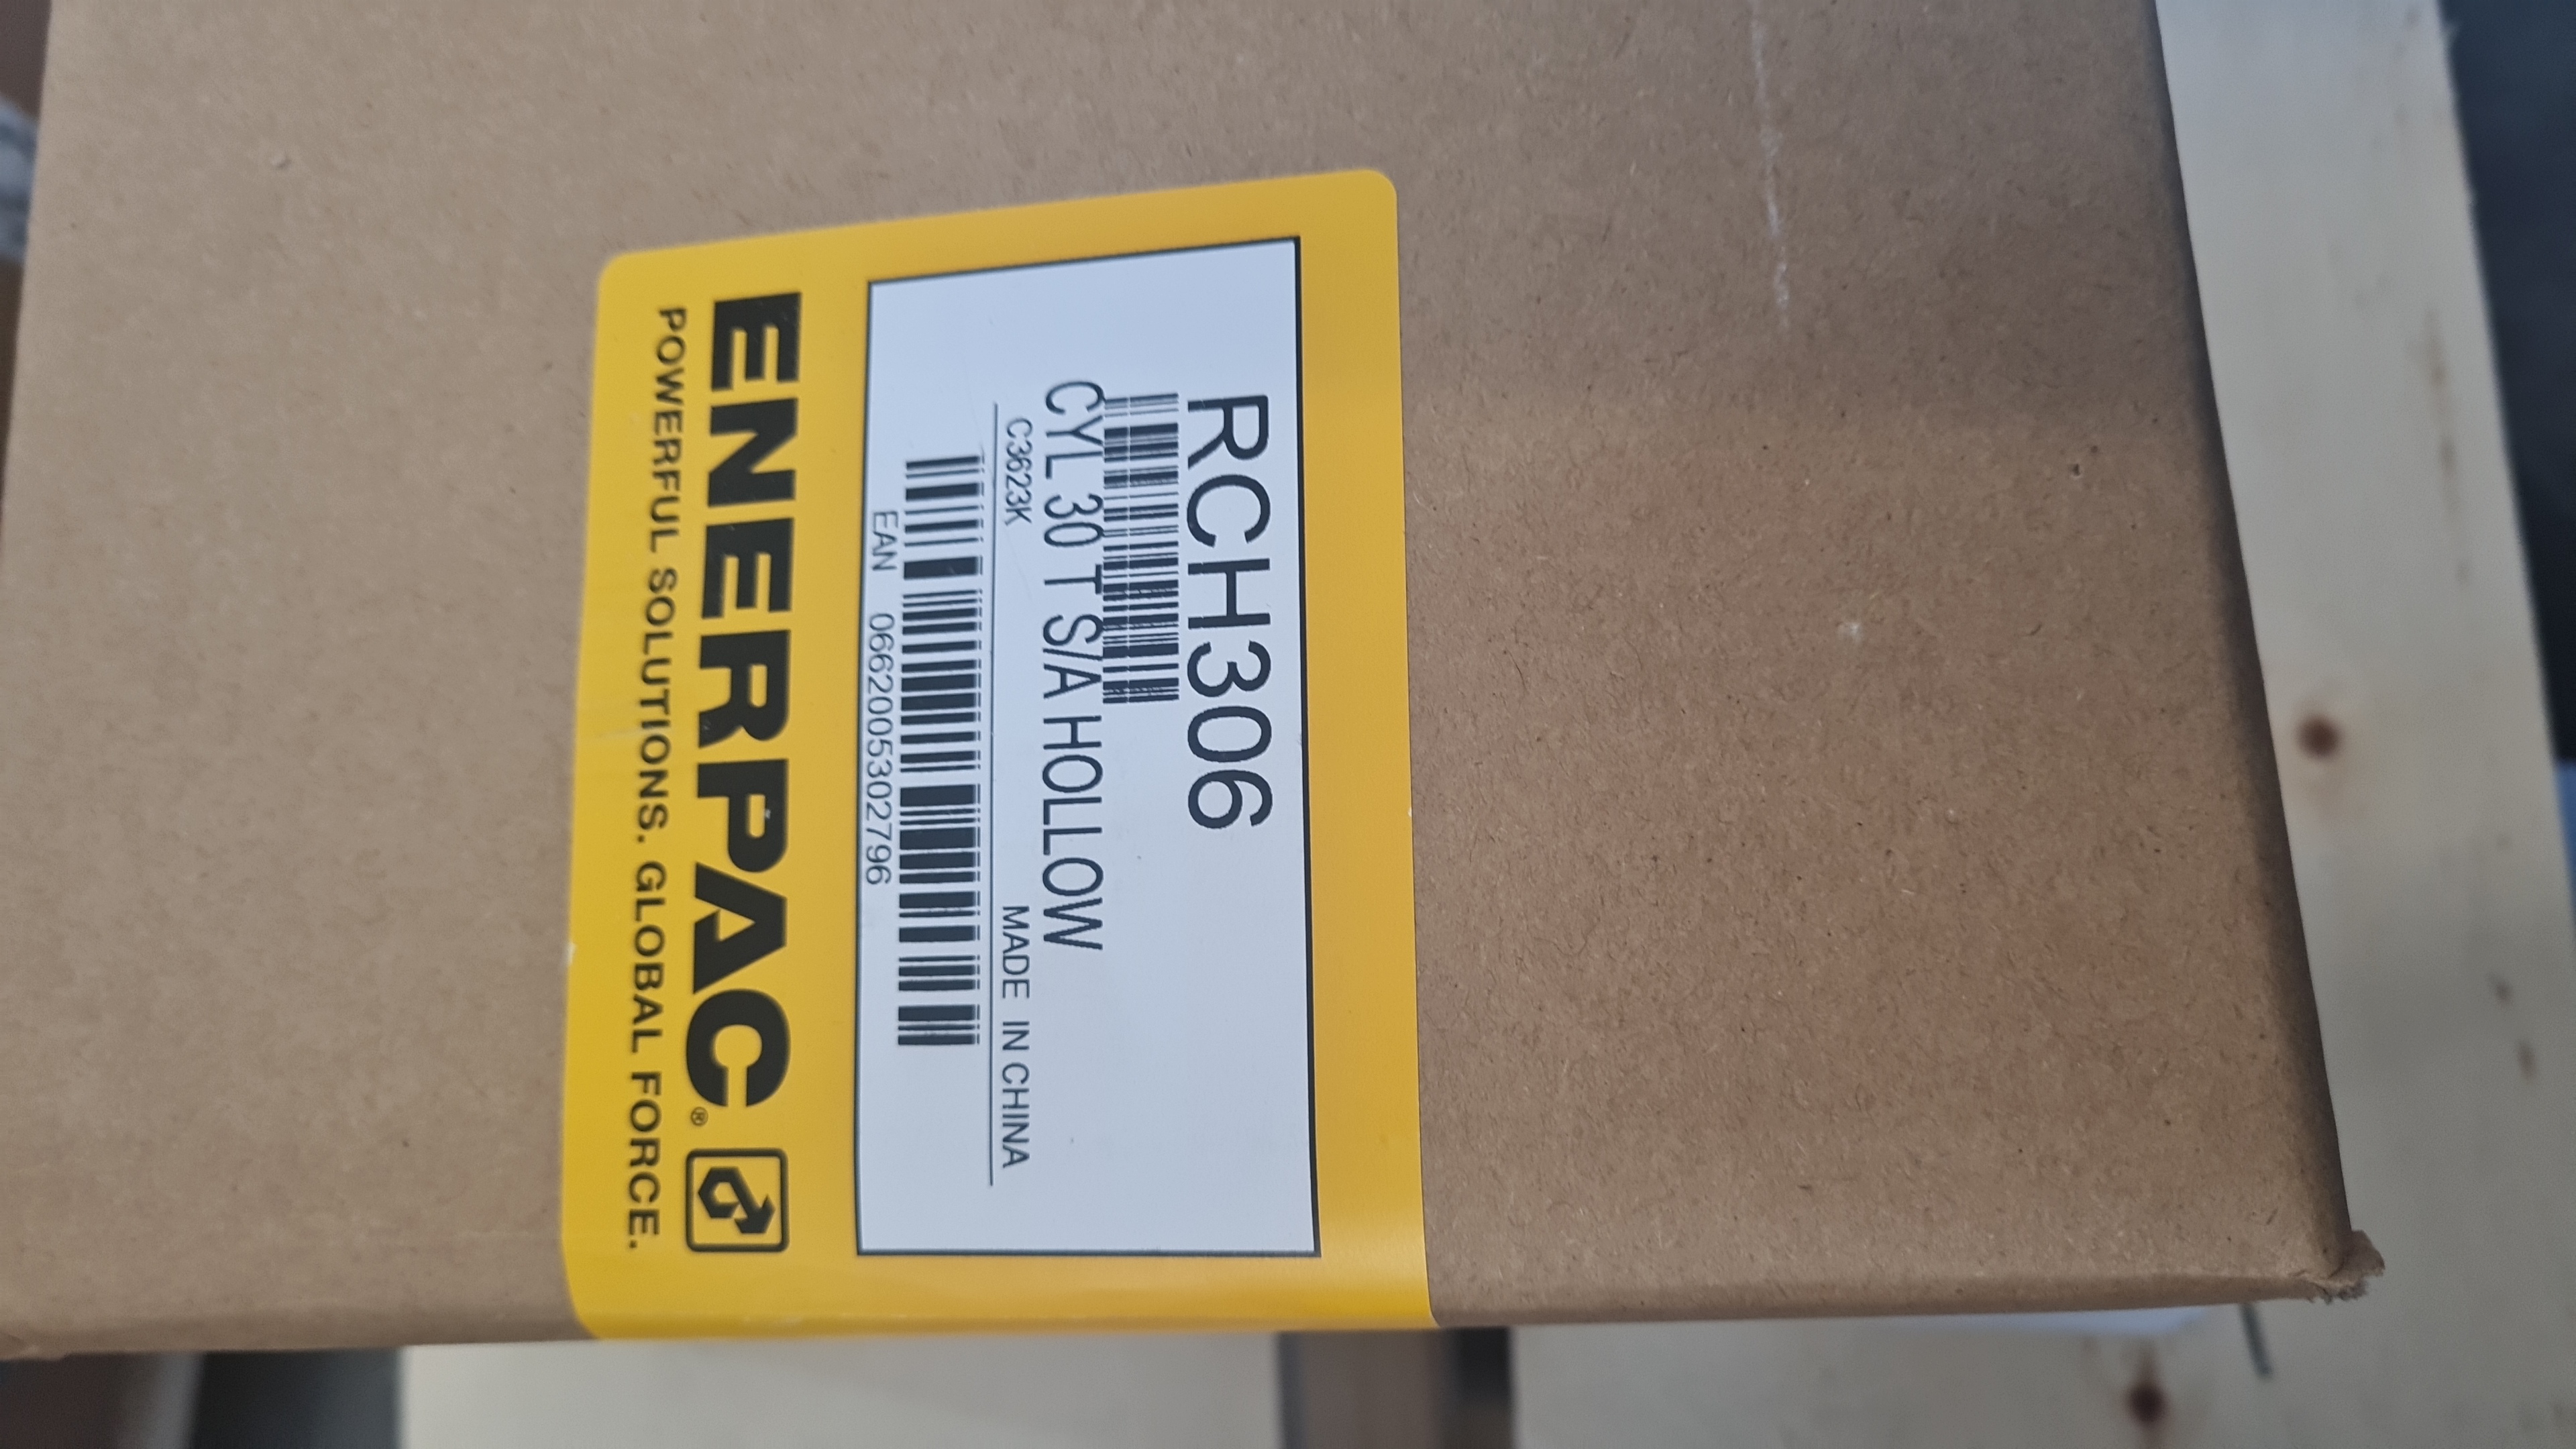 RCH306
CYL 30 T S/A HOLLOW
C3623K MADE IN CHINA
EAN 0662005302796
ENERPAC®
POWERFUL SOLUTIONS. GLOBAL FORCE.